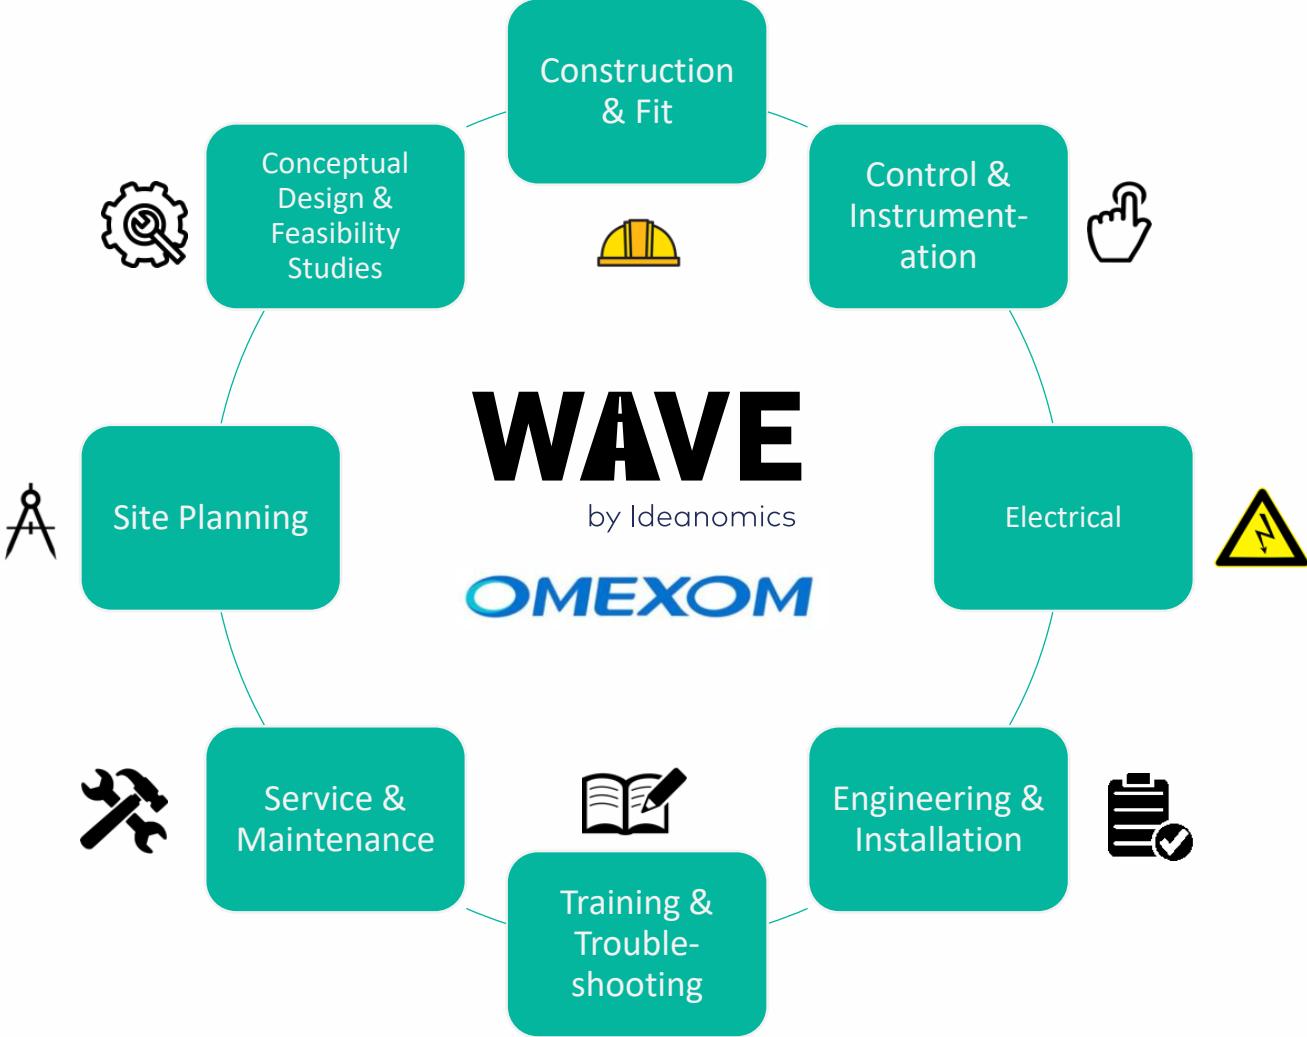 Construction
& Fit
Control &
Instrument-
ation
Electrical
Engineering &
Installation
Training &
Trouble-
shooting
Service &
Maintenance
Site Planning
Conceptual
Design &
Feasibility
Studies
WAVE
by Ideanomics
OMEXOM